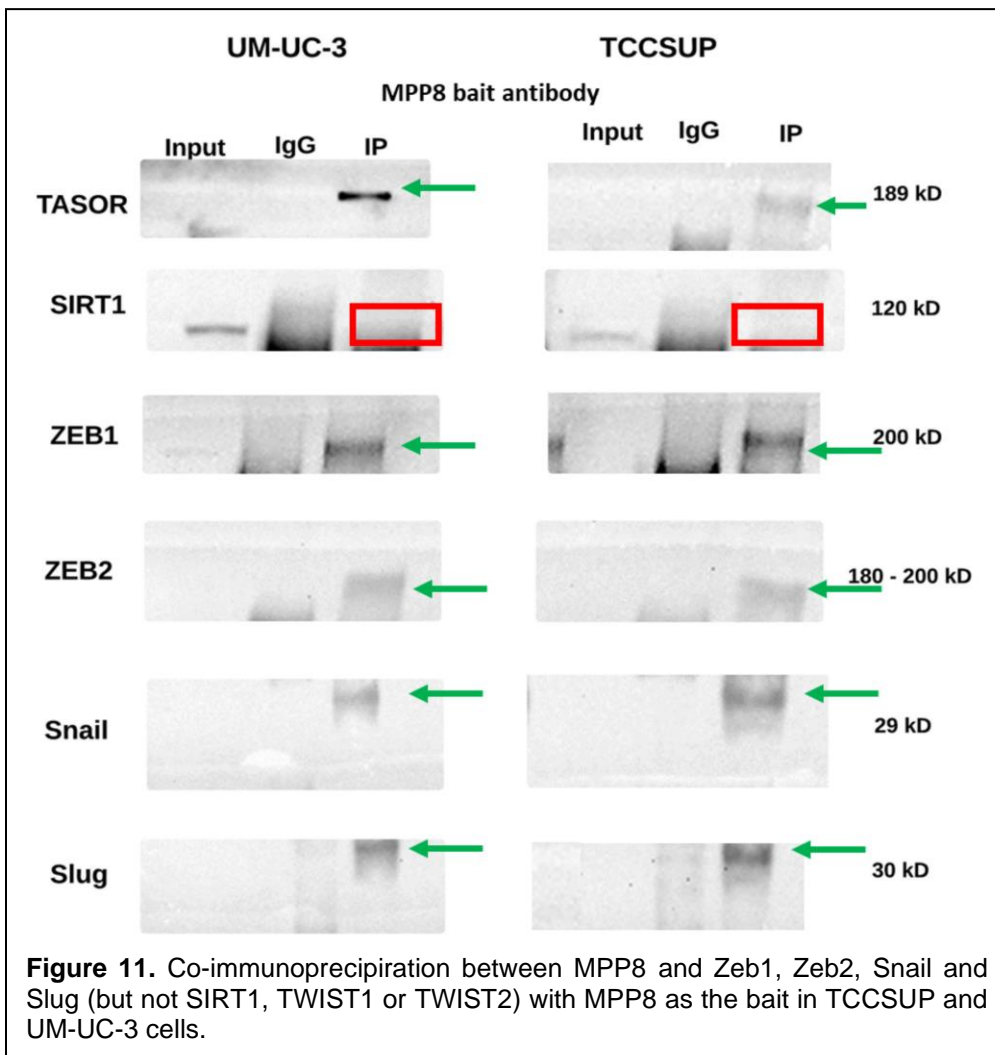 UM-UC-3 TCCSUP
MPP8 bait antibody
Input IgG IP Input IgG IP
TASOR 189 kD
SIRT1 120 kD
ZEB1 200 kD
ZEB2 180 - 200 kD
Snail 29 kD
Slug 30 kD
Figure 11. Co-immunoprecipiration between MPP8 and Zeb1, Zeb2, Snail and
Slug (but not SIRT1, TWIST1 or TWIST2) with MPP8 as the bait in TCCSUP and
UM-UC-3 cells.